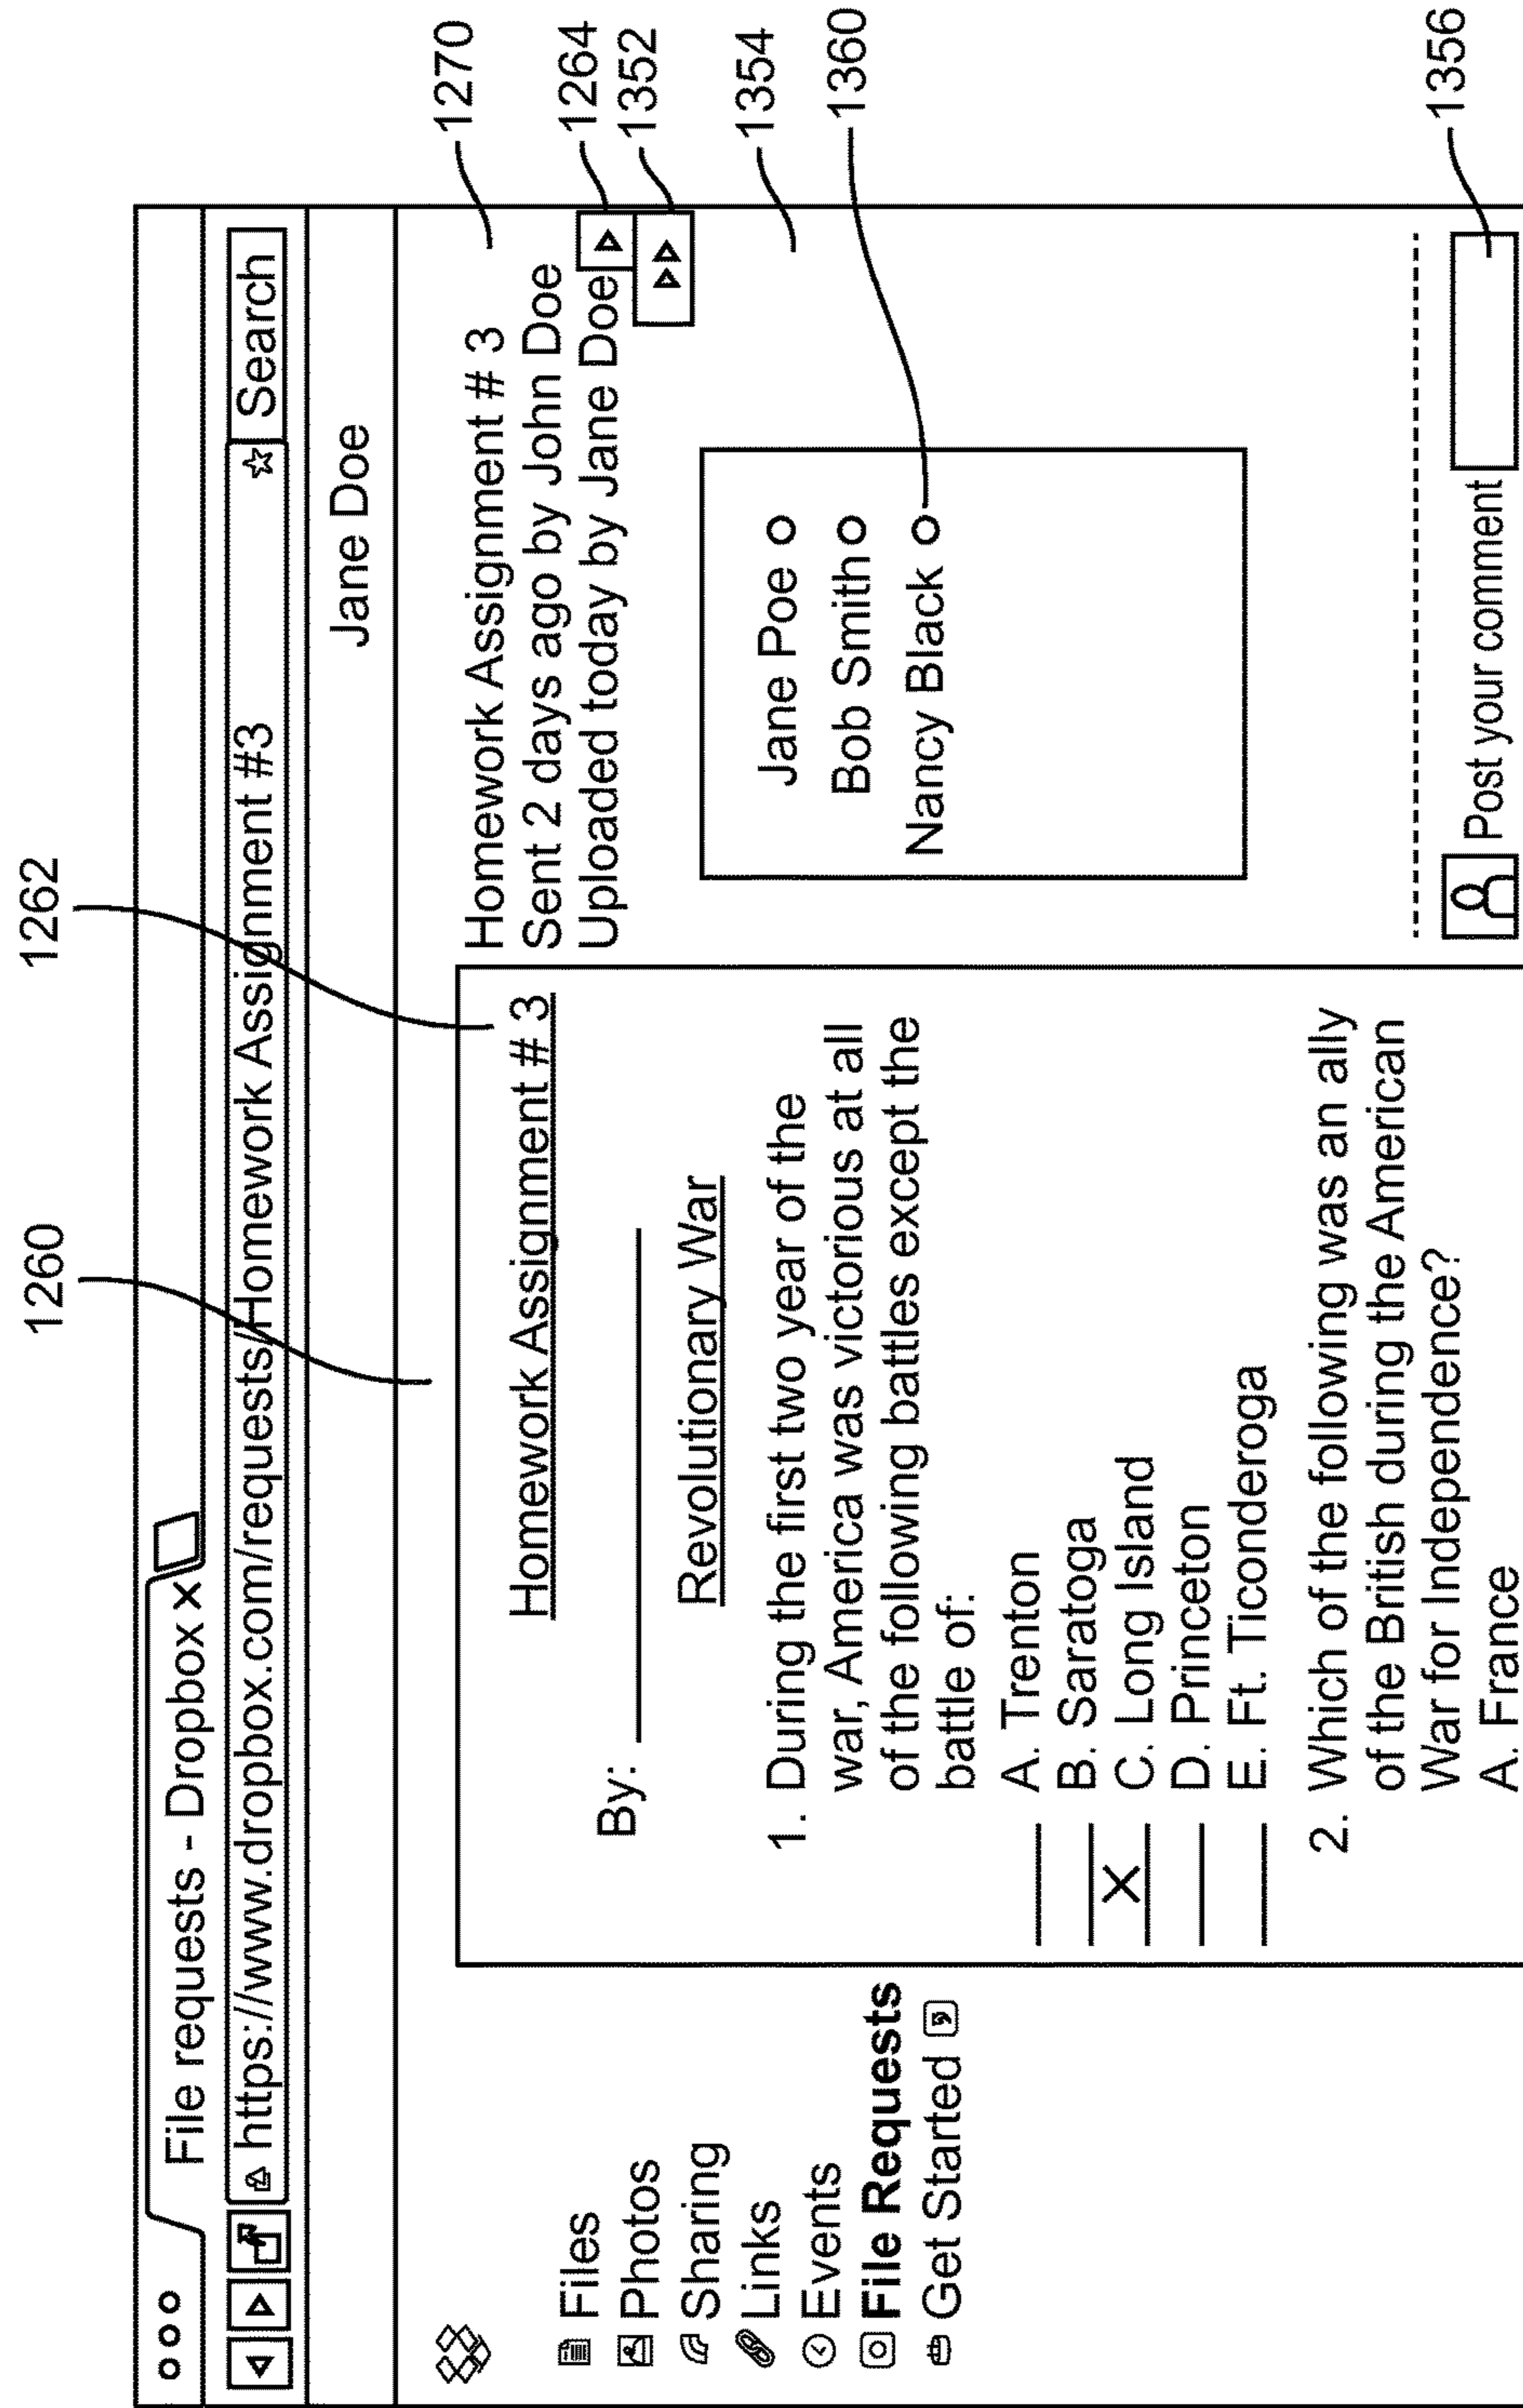 1260
1262
File requests - Dropbox X
https://www.dropbox.com/requests/Homework Assignment #3
Search
Jane Doe
Files
Photos
Sharing
Links
Events
File Requests
Get Started
Homework Assignment # 3
By:
Revolutionary War
1. During the first two year of the
war, America was victorious at all
of the following battles except the
battle of:
A. Trenton
B. Saratoga
X C. Long Island
D. Princeton
E. Ft. Ticonderoga
2. Which of the following was an ally
of the British during the American
War for Independence?
A. France
Homework Assignment # 3
Sent 2 days ago by John Doe
Uploaded today by Jane Doe
Jane Poe
Bob Smith
Nancy Black
Post your comment
1270
1264
1352
1354
1360
1356